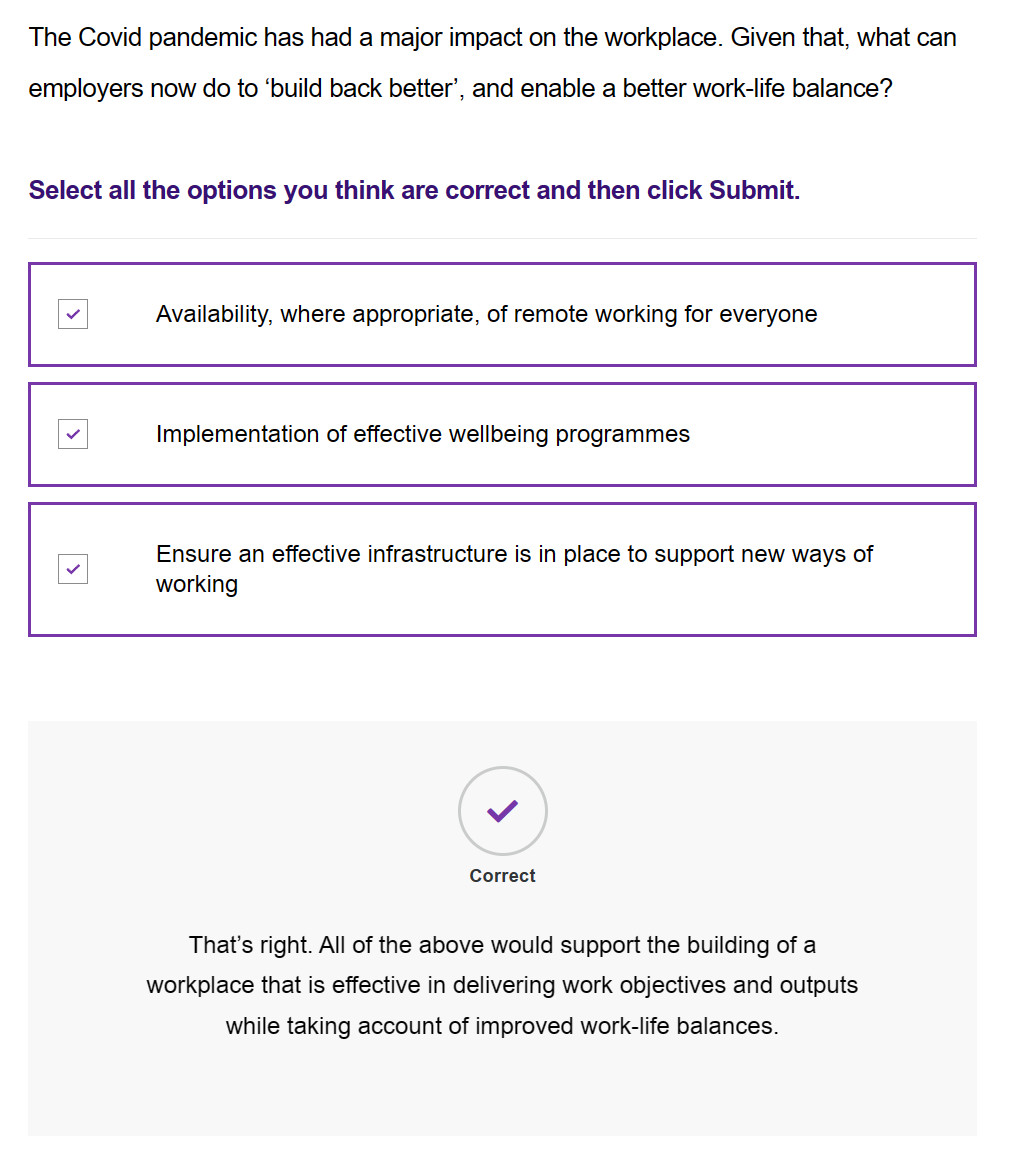 The Covid pandemic has had a major impact on the workplace. Given that, what can
employers now do to ‘build back better’, and enable a better work-life balance?
Select all the options you think are correct and then click Submit.
Availability, where appropriate, of remote working for everyone
Implementation of effective wellbeing programmes
Ensure an effective infrastructure is in place to support new ways of
working
Correct
That’s right. All of the above would support the building of a
workplace that is effective in delivering work objectives and outputs
while taking account of improved work-life balances.